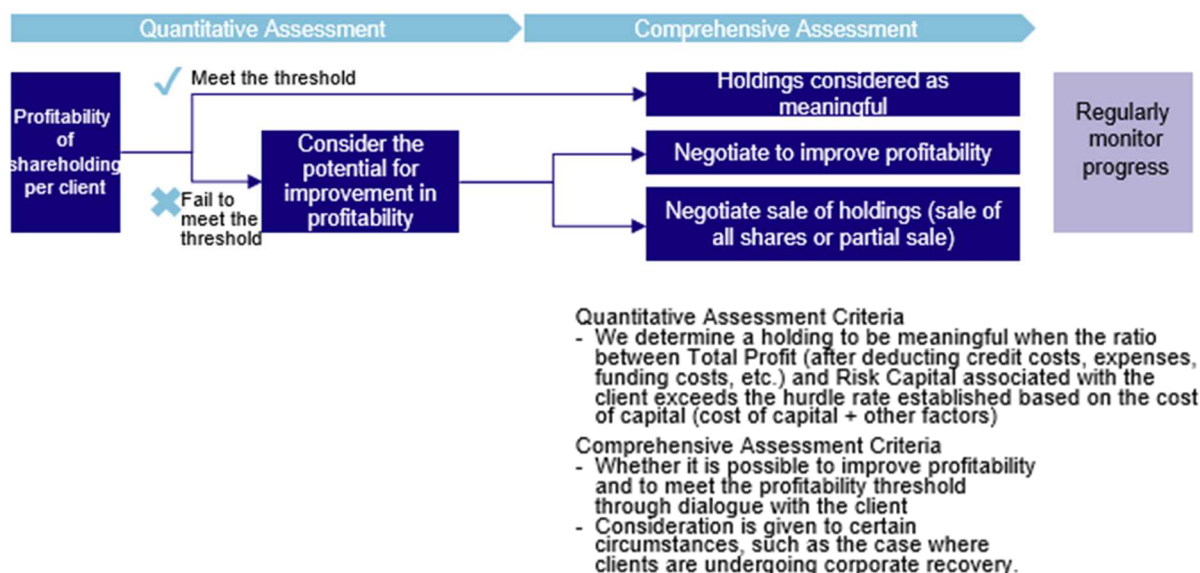 Quantitative Assessment
Comprehensive Assessment
Profitability
of
shareholding
per client
Meet the threshold
Fail to
meet the
threshold
Consider the
potential for
improvement in
profitability
Holdings considered as
meaningful
Negotiate to improve profitability
Negotiate sale of holdings (sale of
all shares or partial sale)
Regularly
monitor
progress
Quantitative Assessment Criteria
- We determine a holding to be meaningful when the ratio
between Total Profit (after deducting credit costs, expenses,
funding costs, etc.) and Risk Capital associated with the
client exceeds the hurdle rate established based on the cost
of capital (cost of capital + other factors)
Comprehensive Assessment Criteria
- Whether it is possible to improve profitability
and to meet the profitability threshold
through dialogue with the client
- Consideration is given to certain
circumstances, such as the case where
clients are undergoing corporate recovery.